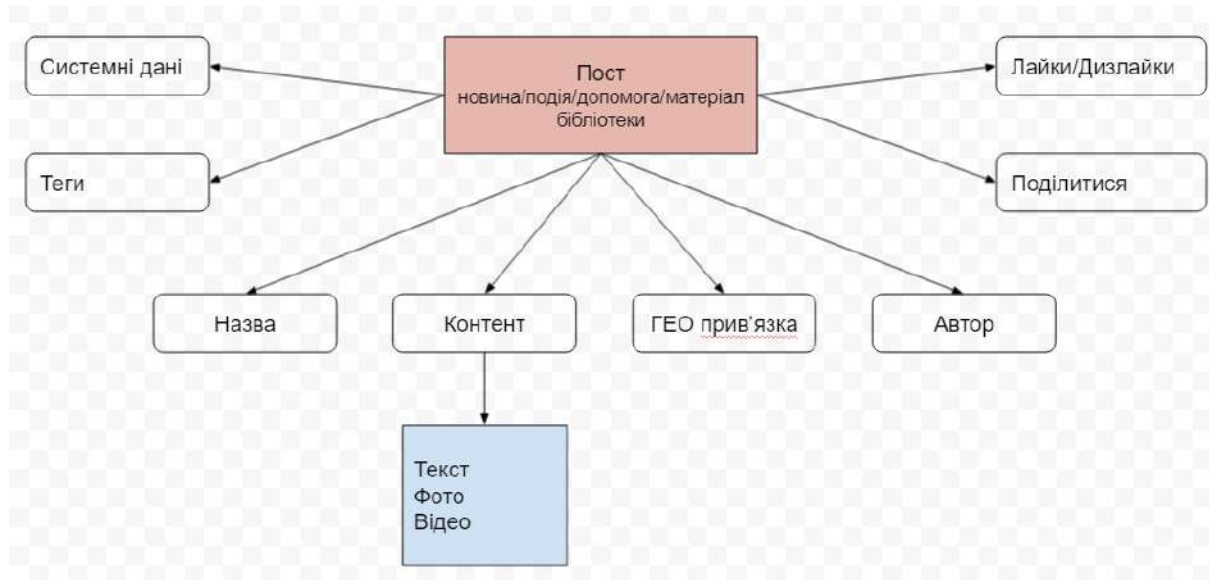 Системні дані
Пост
новина/подія/допомога/матеріал
бібліотеки
Лайки/Дизлайки
Теги
Поділитися
Назва
Контент
ГЕО прив'язка
Автор
Текст
Фото
Відео